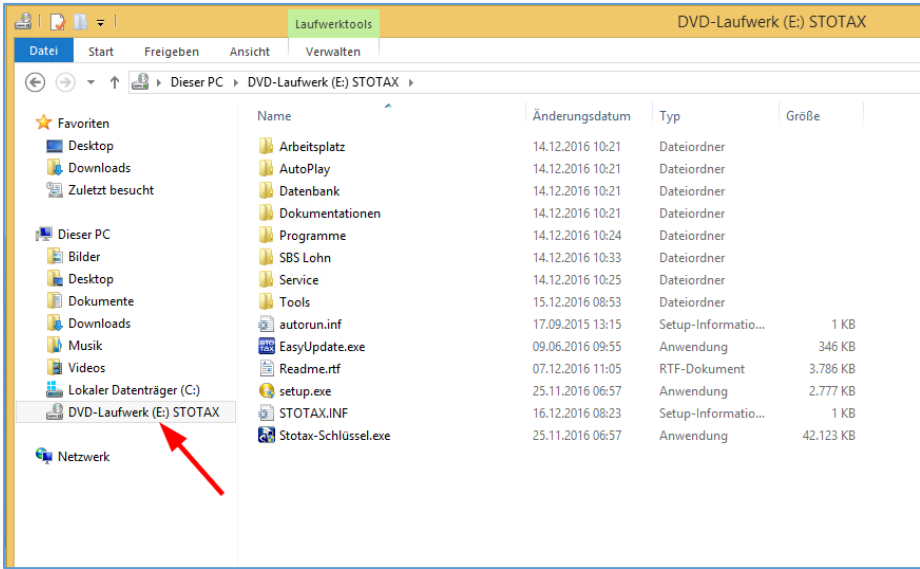 Laufwerktools
DVD-Laufwerk (E:) STOTAX
Datei Start Freigeben Ansicht Verwalten
Dieser PC DVD-Laufwerk (E:) STOTAX
Favoriten
Desktop
Downloads
Zuletzt besucht
Dieser PC
Bilder
Desktop
Dokumente
Downloads
Musik
Videos
Lokaler Datenträger (C:)
DVD-Laufwerk (E:) STOTAX
Netzwerk
Name Änderungsdatum Typ Größe
Arbeitsplatz 14.12.2016 10:21 Dateiordner
AutoPlay 14.12.2016 10:21 Dateiordner
Datenbank 14.12.2016 10:21 Dateiordner
Dokumentationen 14.12.2016 10:21 Dateiordner
Programme 14.12.2016 10:24 Dateiordner
SBS Lohn 14.12.2016 10:33 Dateiordner
Service 14.12.2016 10:25 Dateiordner
Tools 15.12.2016 08:53 Dateiordner
autorun.inf 17.09.2015 13:15 Setup-Informatio... 1 KB
STO TAX EasyUpdate.exe 09.06.2016 09:55 Anwendung 346 KB
Readme.rtf 07.12.2016 11:05 RTF-Dokument 3.786 KB
setup.exe 25.11.2016 06:57 Anwendung 2.777 KB
STOTAX.INF 16.12.2016 08:23 Setup-Informatio... 1 KB
Stotax-Schlüssel.exe 25.11.2016 06:57 Anwendung 42.123 KB